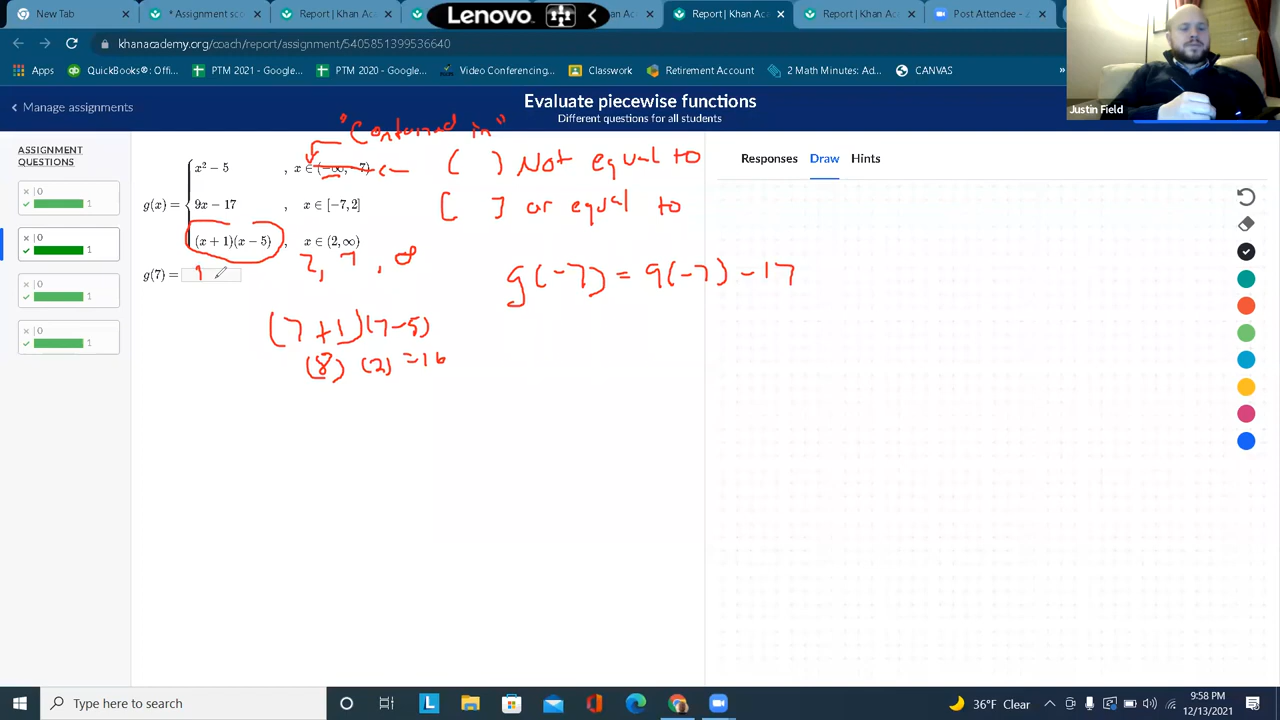 Lenovo
* Assignment sco
Report | Khan Ac
Report | Khan Aca
Report | Khan Aca
Post Attendee - Z
khanacademy.org/coach/report/assignment/5405851399536640
Apps
QuickBooks®: Offi...
PTM 2021 - Google...
PTM 2020 - Google...
Video Conferencing...
Classwork
Retirement Account
2 Math Minutes: Ad...
CANVAS
Justin Field
Manage assignments
Evaluate piecewise functions
Different questions for all students
ASSIGNMENT
QUESTIONS
Responses Draw Hints
× | 0
✓ 1
× | 0
✓ 1
× | 0
✓ 1
× | 0
✓ 1
"Contained in"
x² − 5 , x ∈ (−∞, −7)
g(x) = 9x − 17 , x ∈ [−7, 2]
(x + 1)(x − 5) , x ∈ (2, ∞)
( ) Not equal to
[ ] or equal to
2, 7, ∞
g(7) =
g(-7) = 9(-7) - 17
(7+1)(7-5)
(8) (2) = 16
Type here to search
36°F Clear
9:58 PM
12/13/2021